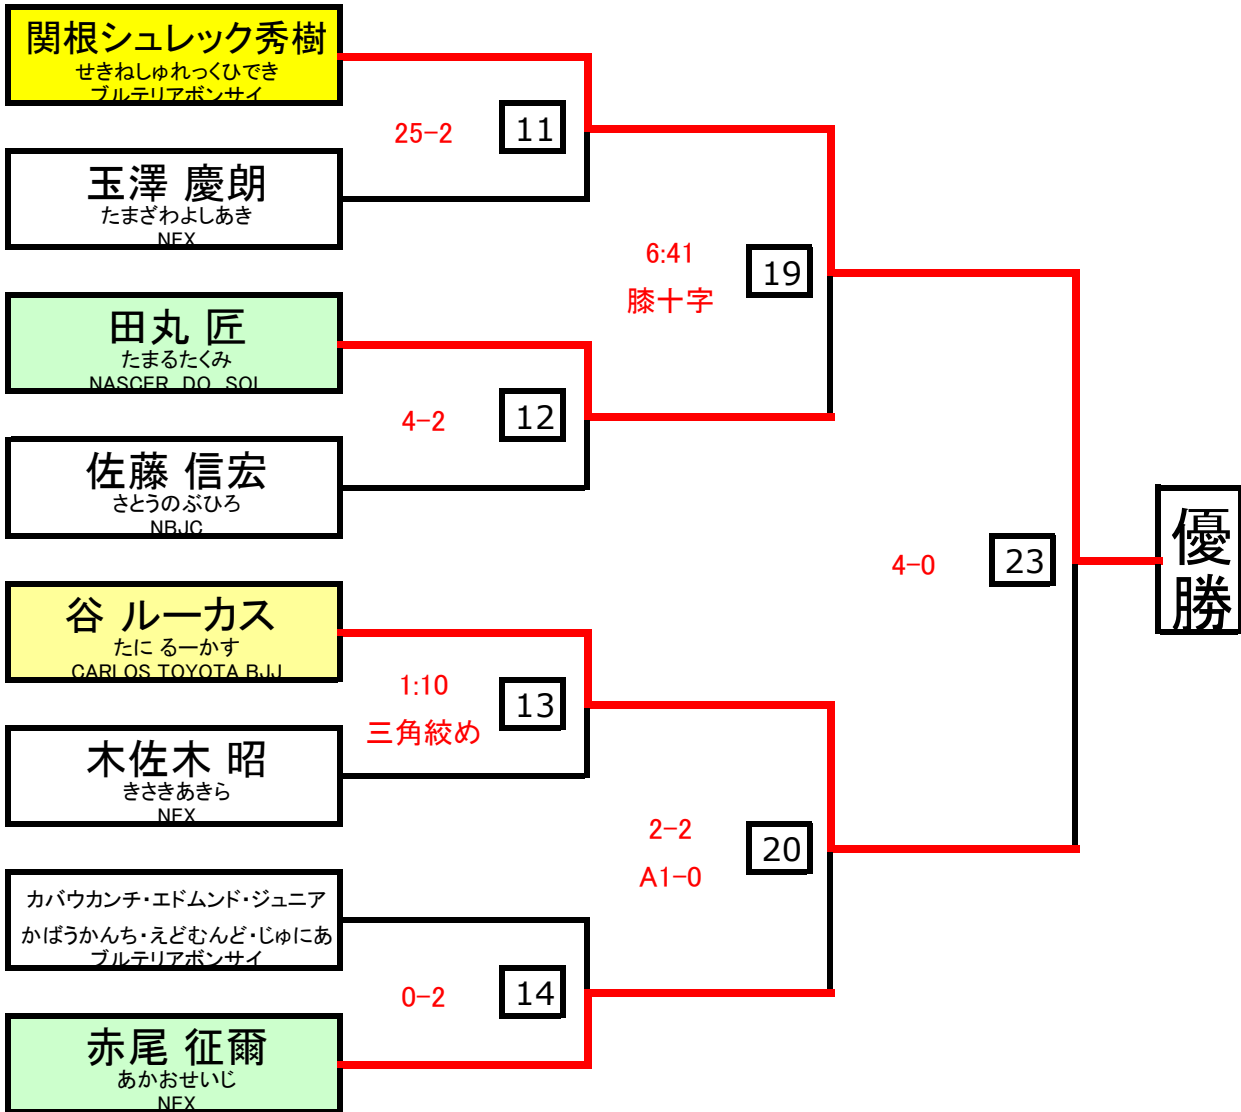 関根シュレック秀樹
せきねしゅれっくひでき
ブルテリアボンサイ
25-2
11
玉澤 慶朗
たまざわよしあき
NEX
6:41
膝十字
19
田丸 匠
たまるたくみ
NASCER DO SOL
4-2
12
佐藤 信宏
さとうのぶひろ
NBJC
4-0
23
優勝
谷 ルーカス
たに るーかす
CARLOS TOYOTA BJJ
1:10
三角絞め
13
木佐木 昭
きさきあきら
NEX
2-2
A1-0
20
カバウカンチ・エドムンド・ジュニア
かばうかんち・えどむんど・じゅにあ
ブルテリアボンサイ
0-2
14
赤尾 征爾
あかおせいじ
NEX